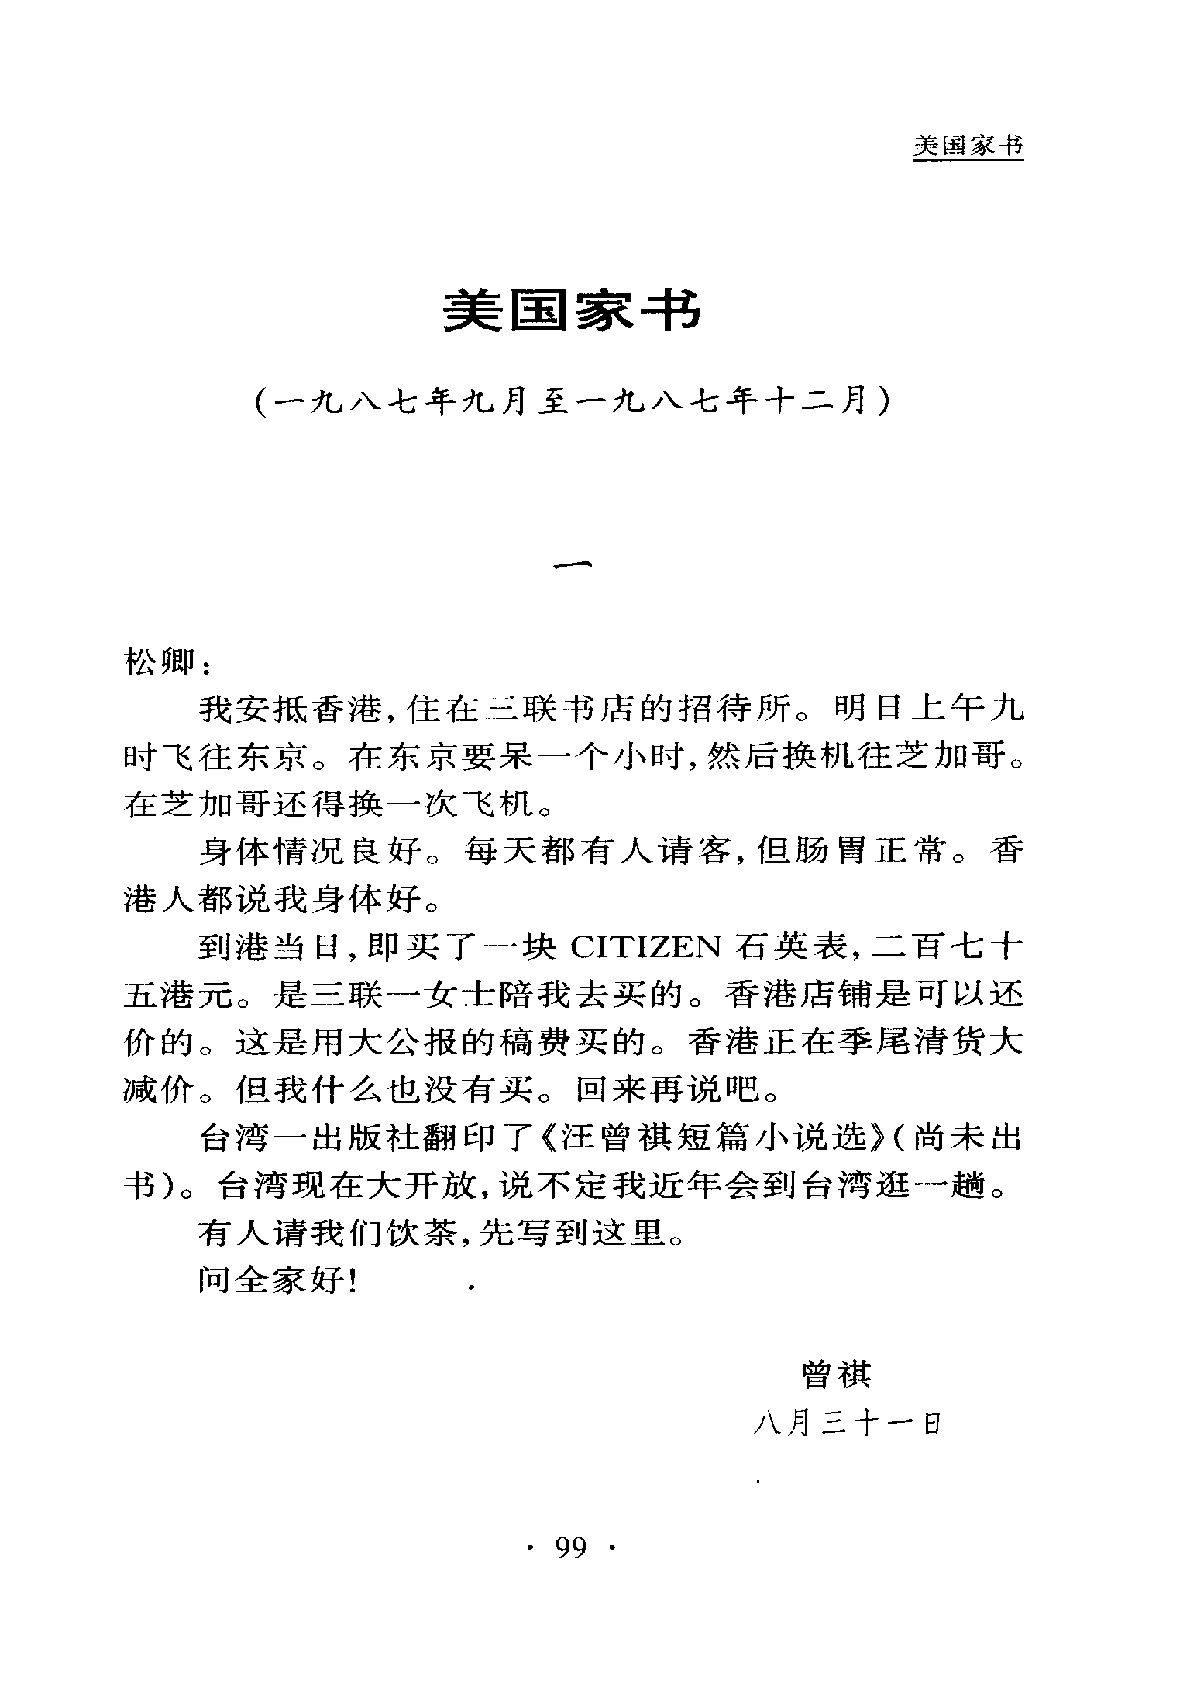 美国家书
美国家书
(一九八七年九月至一九八七年十二月)
一
松卿:
我安抵香港,住在三联书店的招待所。明日上午九
时飞往东京。在东京要呆一个小时,然后换机往芝加哥。
在芝加哥还得换一次飞机。
身体情况良好。每天都有人请客,但肠胃正常。香
港人都说我身体好。
到港当日,即买了一块 CITIZEN 石英表,二百七十
五港元。是三联一女士陪我去买的。香港店铺是可以还
价的。这是用大公报的稿费买的。香港正在季尾清货大
减价。但我什么也没有买。回来再说吧。
台湾一出版社翻印了《汪曾祺短篇小说选》(尚未出
书)。台湾现在大开放,说不定我近年会到台湾逛一趟。
有人请我们饮茶,先写到这里。
问全家好!
曾祺
八月三十一日
· 99 ·